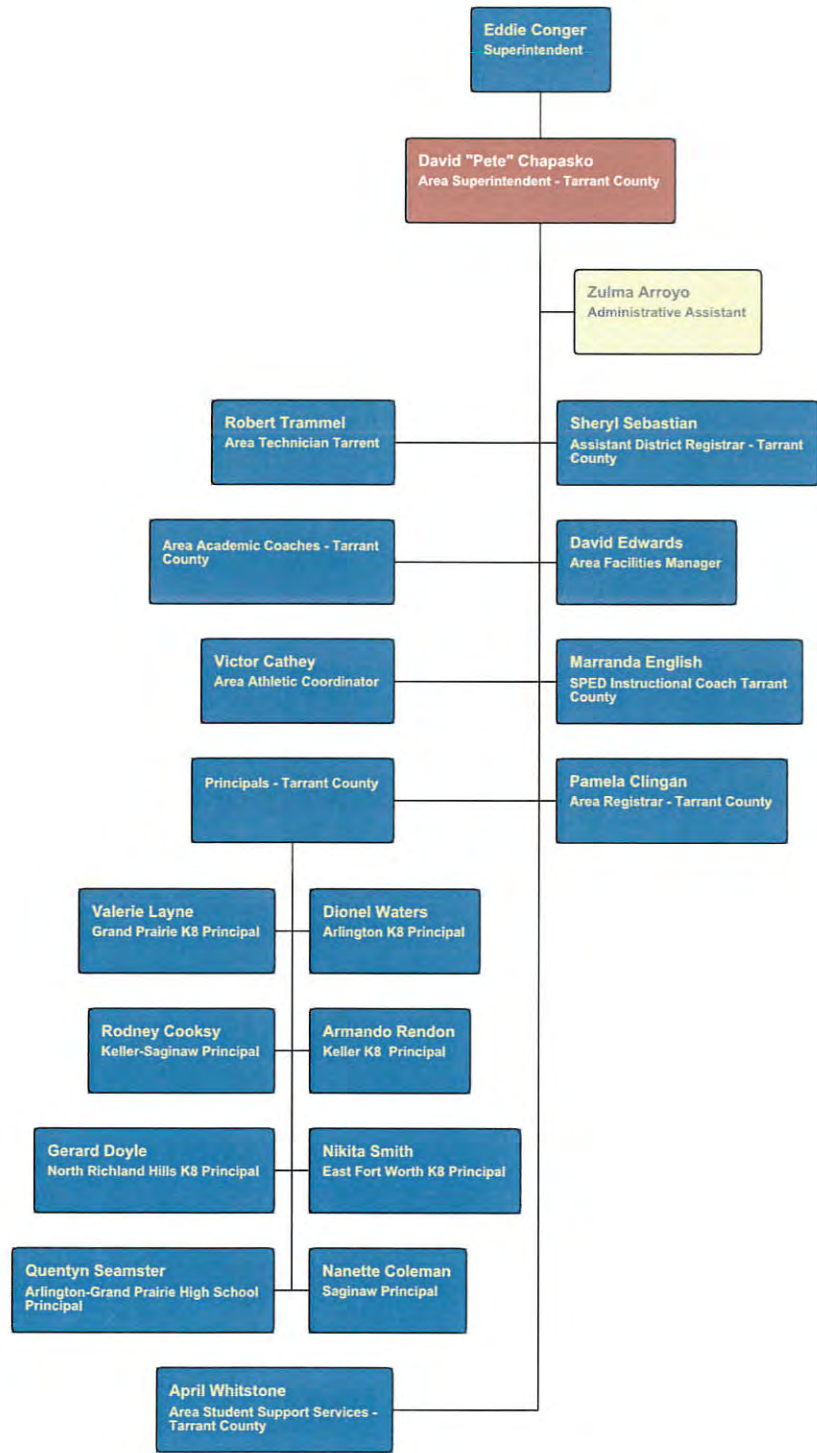 Eddie Conger
Superintendent
David "Pete" Chapasko
Area Superintendent - Tarrant County
Zulma Arroyo
Administrative Assistant
Robert Trammel
Area Technician Tarrent
Sheryl Sebastian
Assistant District Registrar - Tarrant
County
Area Academic Coaches - Tarrant
County
David Edwards
Area Facilities Manager
Victor Cathey
Area Athletic Coordinator
Marranda English
SPED Instructional Coach Tarrant
County
Principals - Tarrant County
Pamela Clingan
Area Registrar - Tarrant County
Valerie Layne
Grand Prairie K8 Principal
Dionel Waters
Arlington K8 Principal
Rodney Cooksy
Keller-Saginaw Principal
Armando Rendon
Keller K8 Principal
Gerard Doyle
North Richland Hills K8 Principal
Nikita Smith
East Fort Worth K8 Principal
Quentyn Seamster
Arlington-Grand Prairie High School
Principal
Nanette Coleman
Saginaw Principal
April Whitstone
Area Student Support Services -
Tarrant County